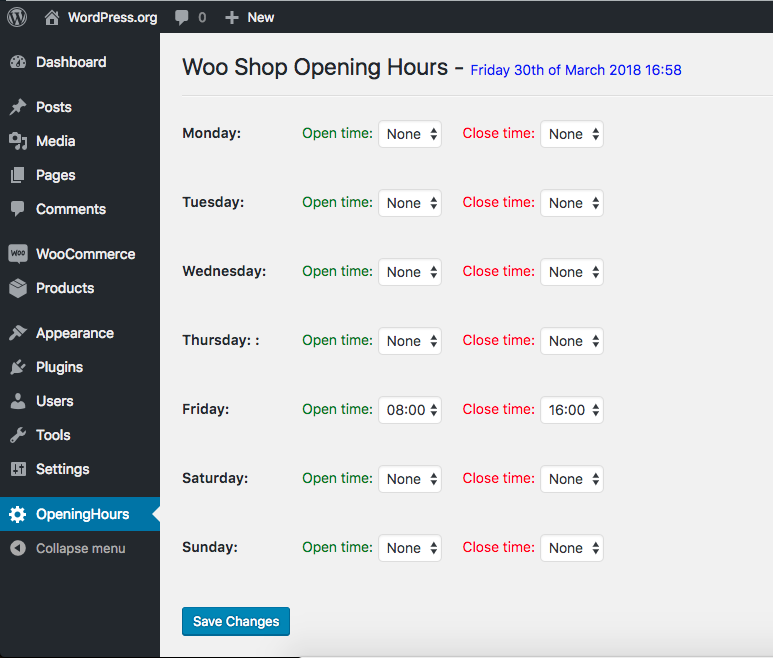 WordPress.org 0 New
Dashboard
Posts
Media
Pages
Comments
Woo WooCommerce
Products
Appearance
Plugins
Users
Tools
Settings
OpeningHours
Collapse menu
Woo Shop Opening Hours - Friday 30th of March 2018 16:58
Monday: Open time: None Close time: None
Tuesday: Open time: None Close time: None
Wednesday: Open time: None Close time: None
Thursday: : Open time: None Close time: None
Friday: Open time: 08:00 Close time: 16:00
Saturday: Open time: None Close time: None
Sunday: Open time: None Close time: None
Save Changes